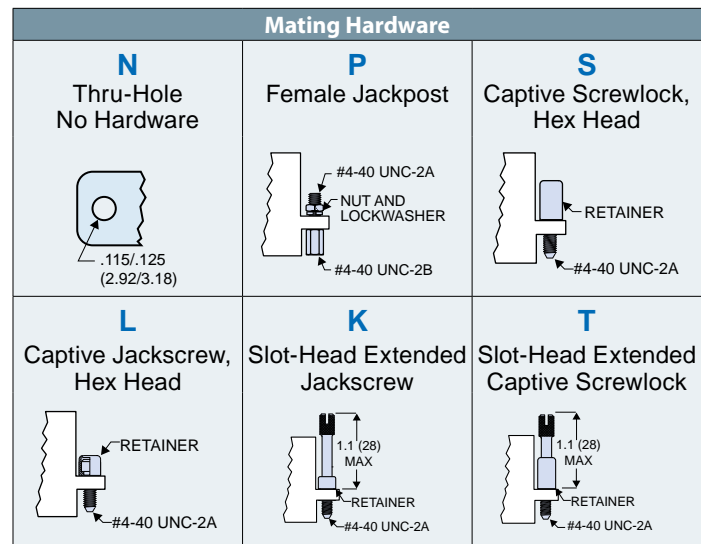 Mating Hardware
N
Thru-Hole
No Hardware
.115/.125
(2.92/3.18)
P
Female Jackpost
#4-40 UNC-2A
NUT AND
LOCKWASHER
#4-40 UNC-2B
S
Captive Screwlock,
Hex Head
RETAINER
#4-40 UNC-2A
L
Captive Jackscrew,
Hex Head
RETAINER
#4-40 UNC-2A
K
Slot-Head Extended
Jackscrew
1.1 (28)
MAX
RETAINER
#4-40 UNC-2A
T
Slot-Head Extended
Captive Screwlock
1.1 (28)
MAX
RETAINER
#4-40 UNC-2A